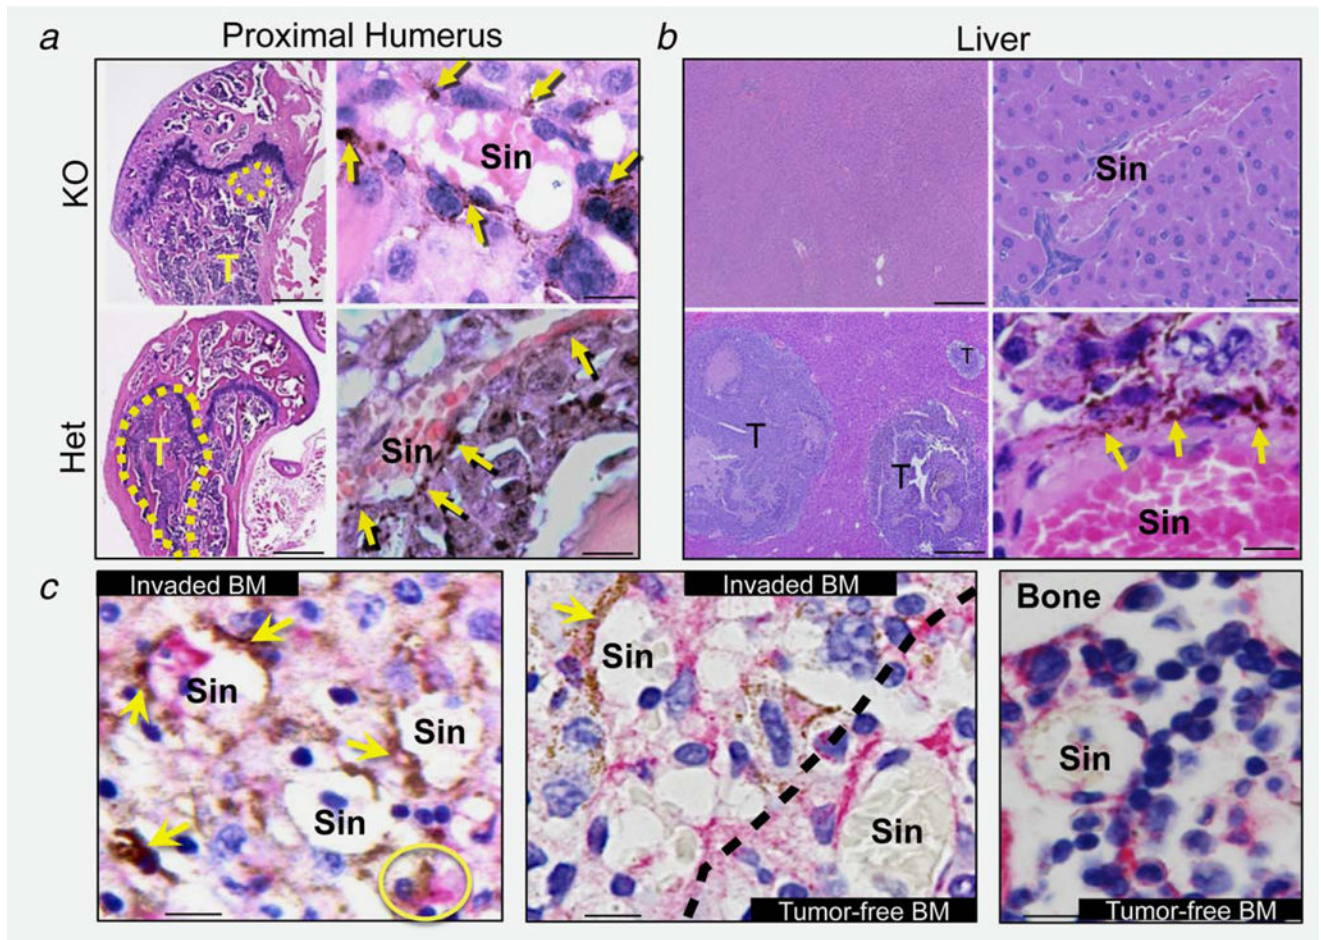 a Proximal Humerus
b Liver
KO
T
Sin
Sin
Het
T
Sin
T
T
T
Sin
c
Invaded BM
Sin
Sin
Sin
Invaded BM
Sin
Sin
Tumor-free BM
Bone
Sin
Tumor-free BM